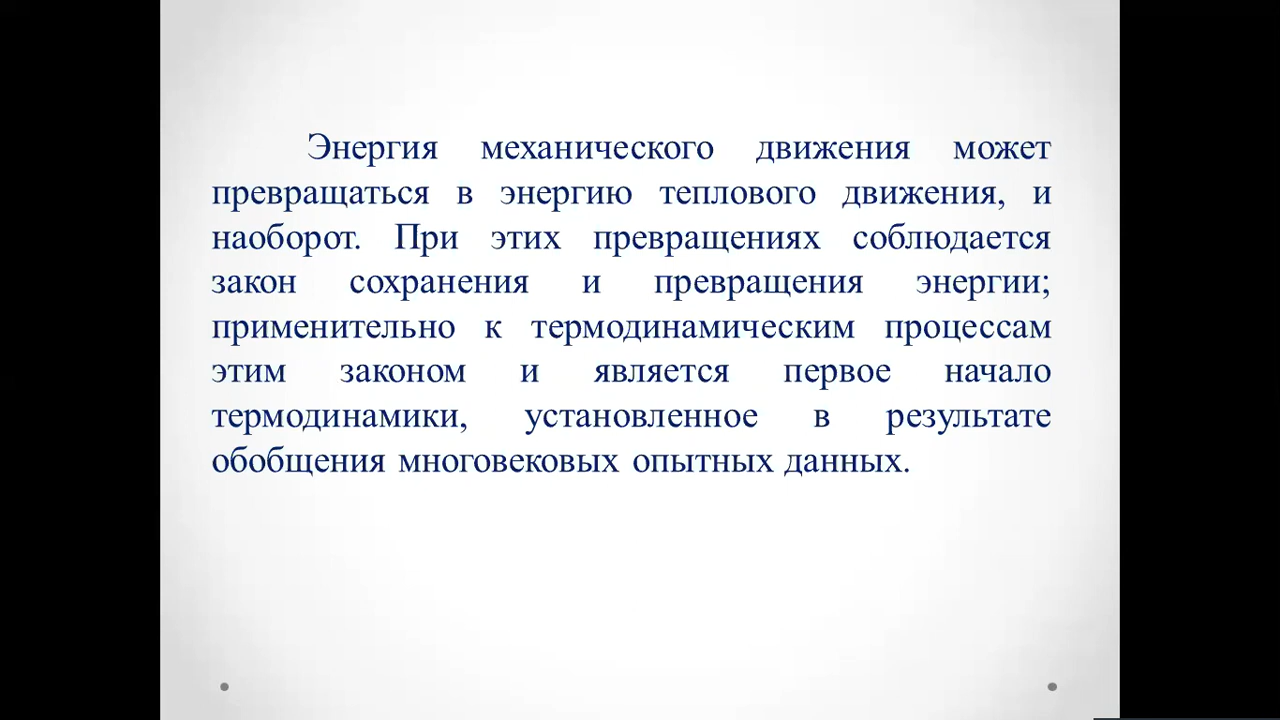 Энергия механического движения может
превращаться в энергию теплового движения, и
наоборот. При этих превращениях соблюдается
закон сохранения и превращения энергии;
применительно к термодинамическим процессам
этим законом и является первое начало
термодинамики, установленное в результате
обобщения многовековых опытных данных.